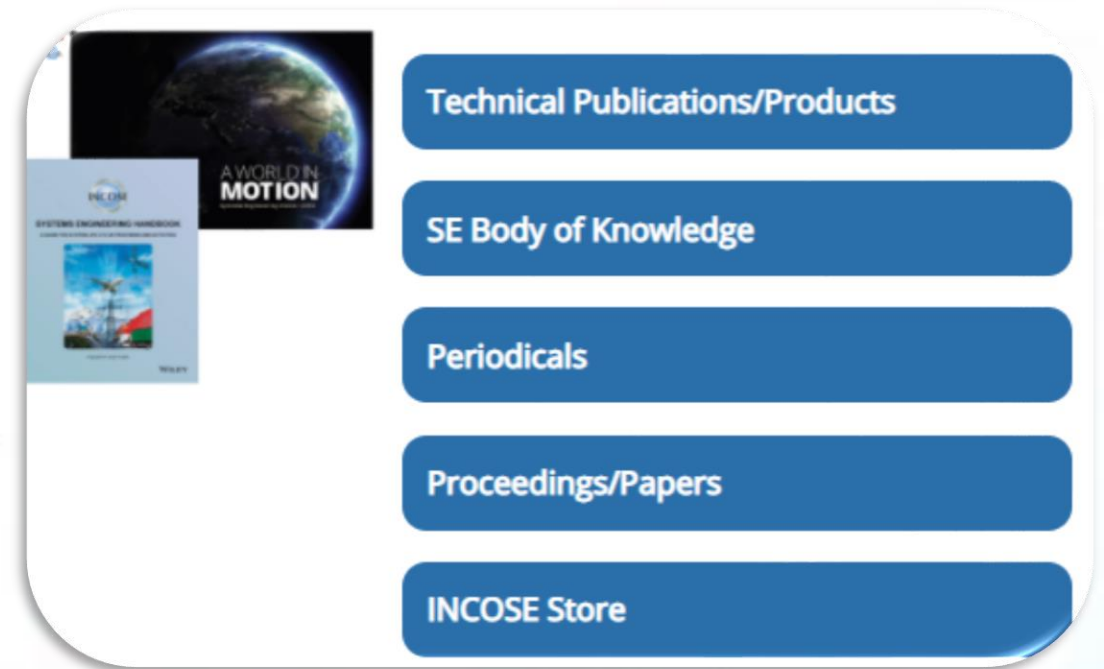 A WORLD IN
MOTION
INCOSE
SYSTEMS ENGINEERING HANDBOOK
WILEY
Technical Publications/Products
SE Body of Knowledge
Periodicals
Proceedings/Papers
INCOSE Store